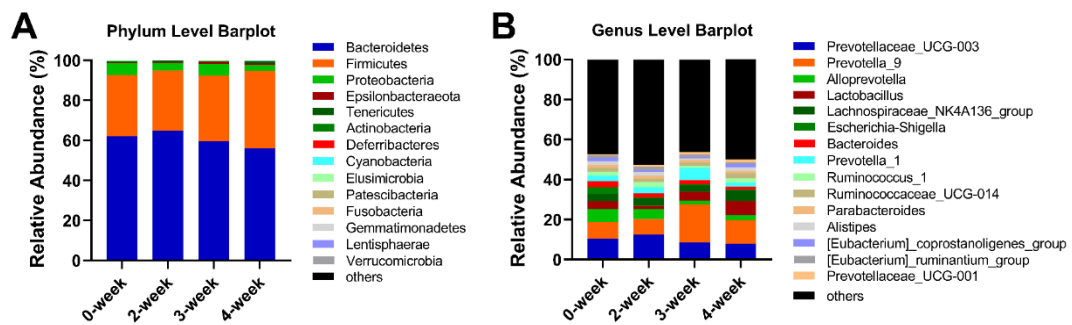 A
Phylum Level Barplot
Relative Abundance (%)
100
80
60
40
20
0
0-week
2-week
3-week
4-week
Bacteroidetes
Firmicutes
Proteobacteria
Epsilonbacteraeota
Tenericutes
Actinobacteria
Deferribacteres
Cyanobacteria
Elusimicrobia
Patescibacteria
Fusobacteria
Gemmatimonadetes
Lentisphaerae
Verrucomicrobia
others
B
Genus Level Barplot
Relative Abundance (%)
100
80
60
40
20
0
0-week
2-week
3-week
4-week
Prevotellaceae_UCG-003
Prevotella_9
Alloprevotella
Lactobacillus
Lachnospiraceae_NK4A136_group
Escherichia-Shigella
Bacteroides
Prevotella_1
Ruminococcus_1
Ruminococcaceae_UCG-014
Parabacteroides
Alistipes
[Eubacterium]_coprostanoligenes_group
[Eubacterium]_ruminantium_group
Prevotellaceae_UCG-001
others